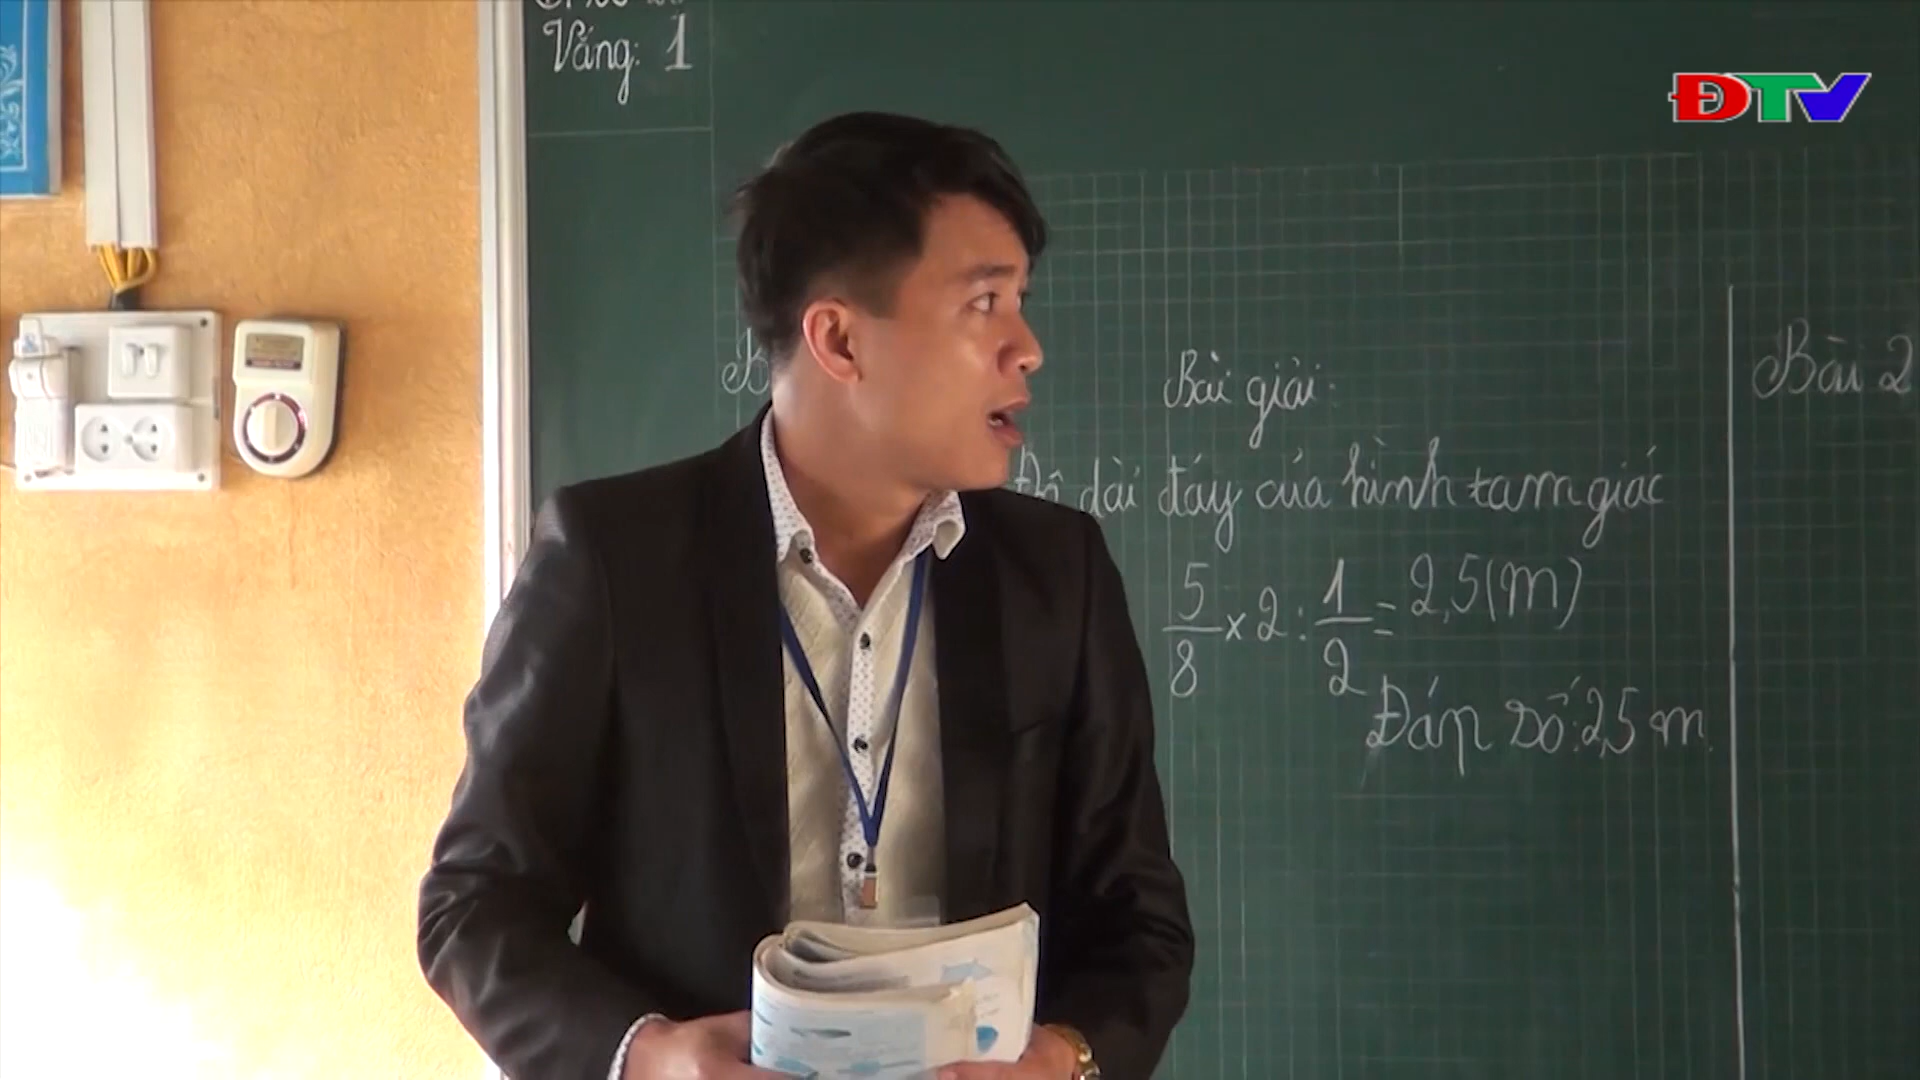 Vắng: 1
ĐTV
Bài giải:
Độ dài đáy của hình tam giác
5/8 × 2 : 1/2 = 2,5 (m)
Đáp số: 2,5 m
Bài 2